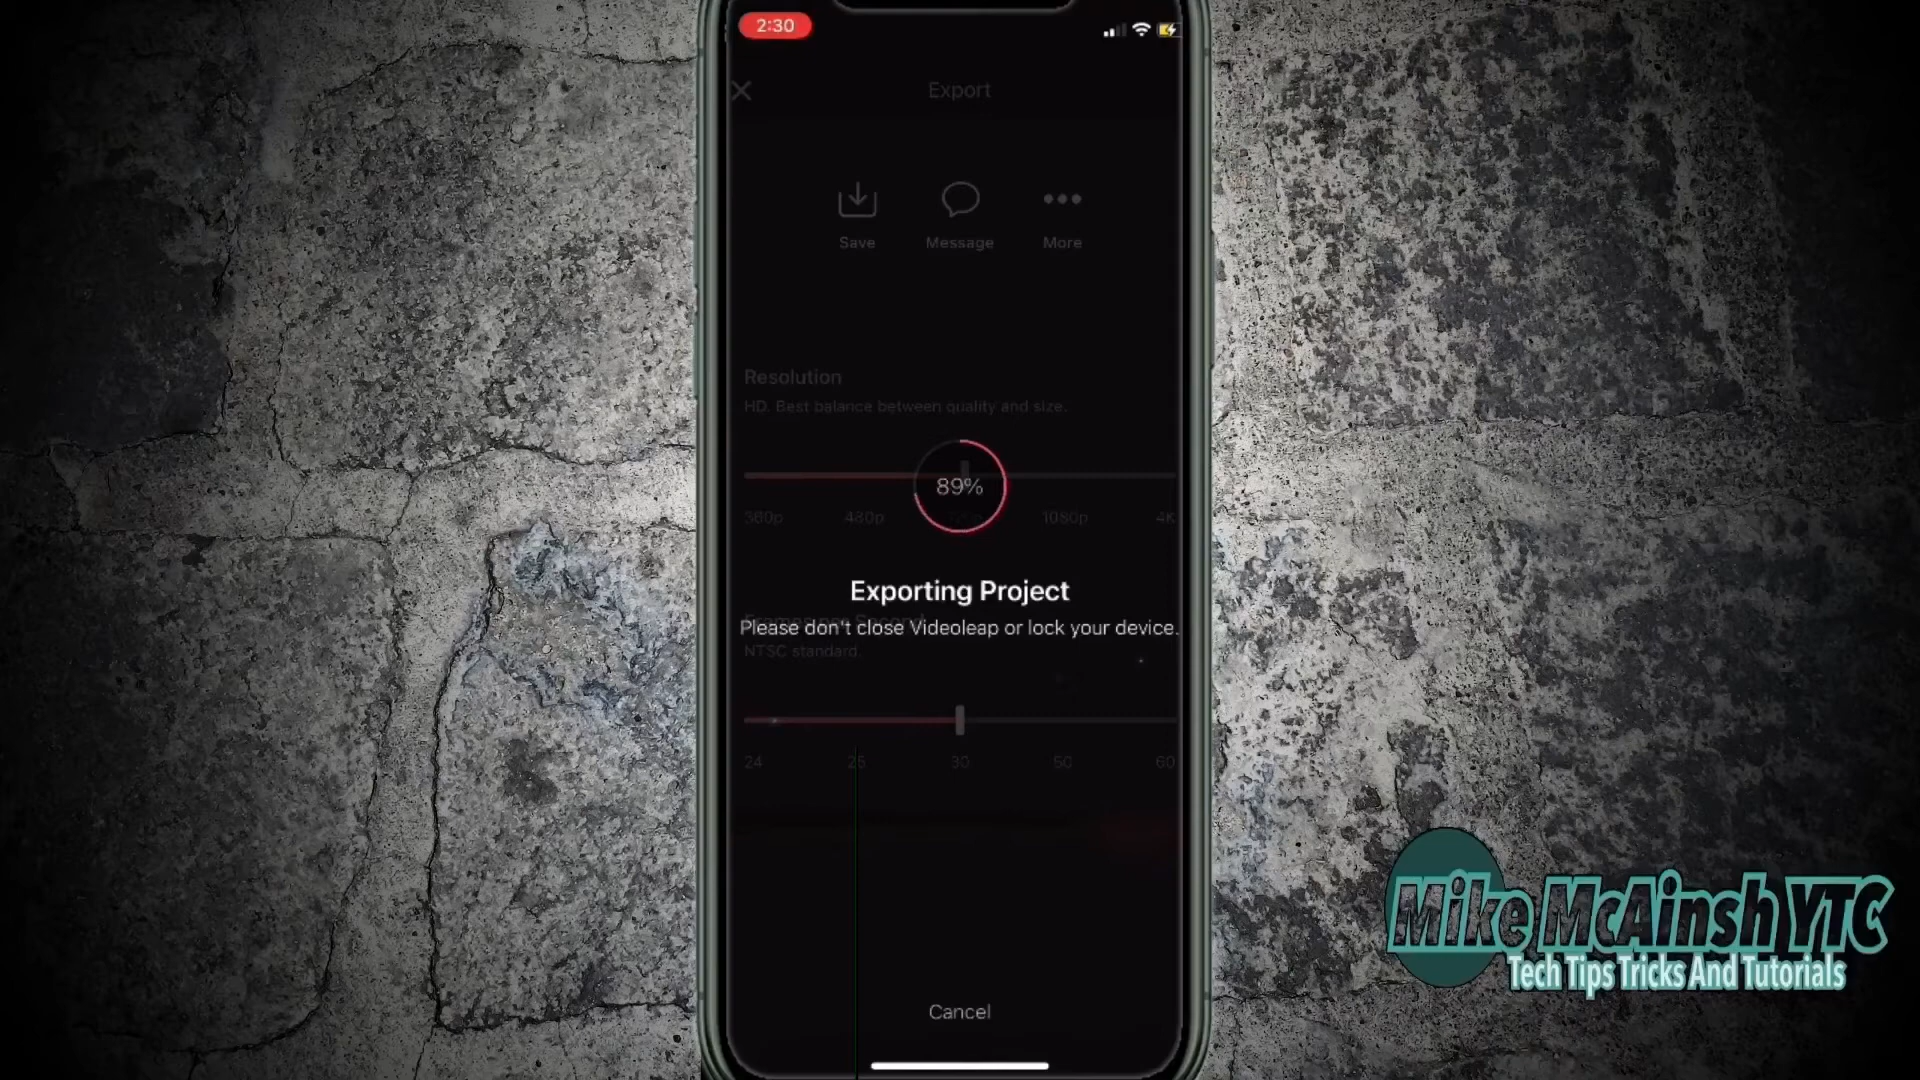 2:30
Export
Save
Message
More
Resolution
HD. Best balance between quality and size.
89%
360p
480p
720p
1080p
4K
Exporting Project
Please don't close Videoleap or lock your device.
NTSC standard.
24
25
30
50
60
Mike McAinsh YTC
Tech Tips Tricks And Tutorials
Cancel